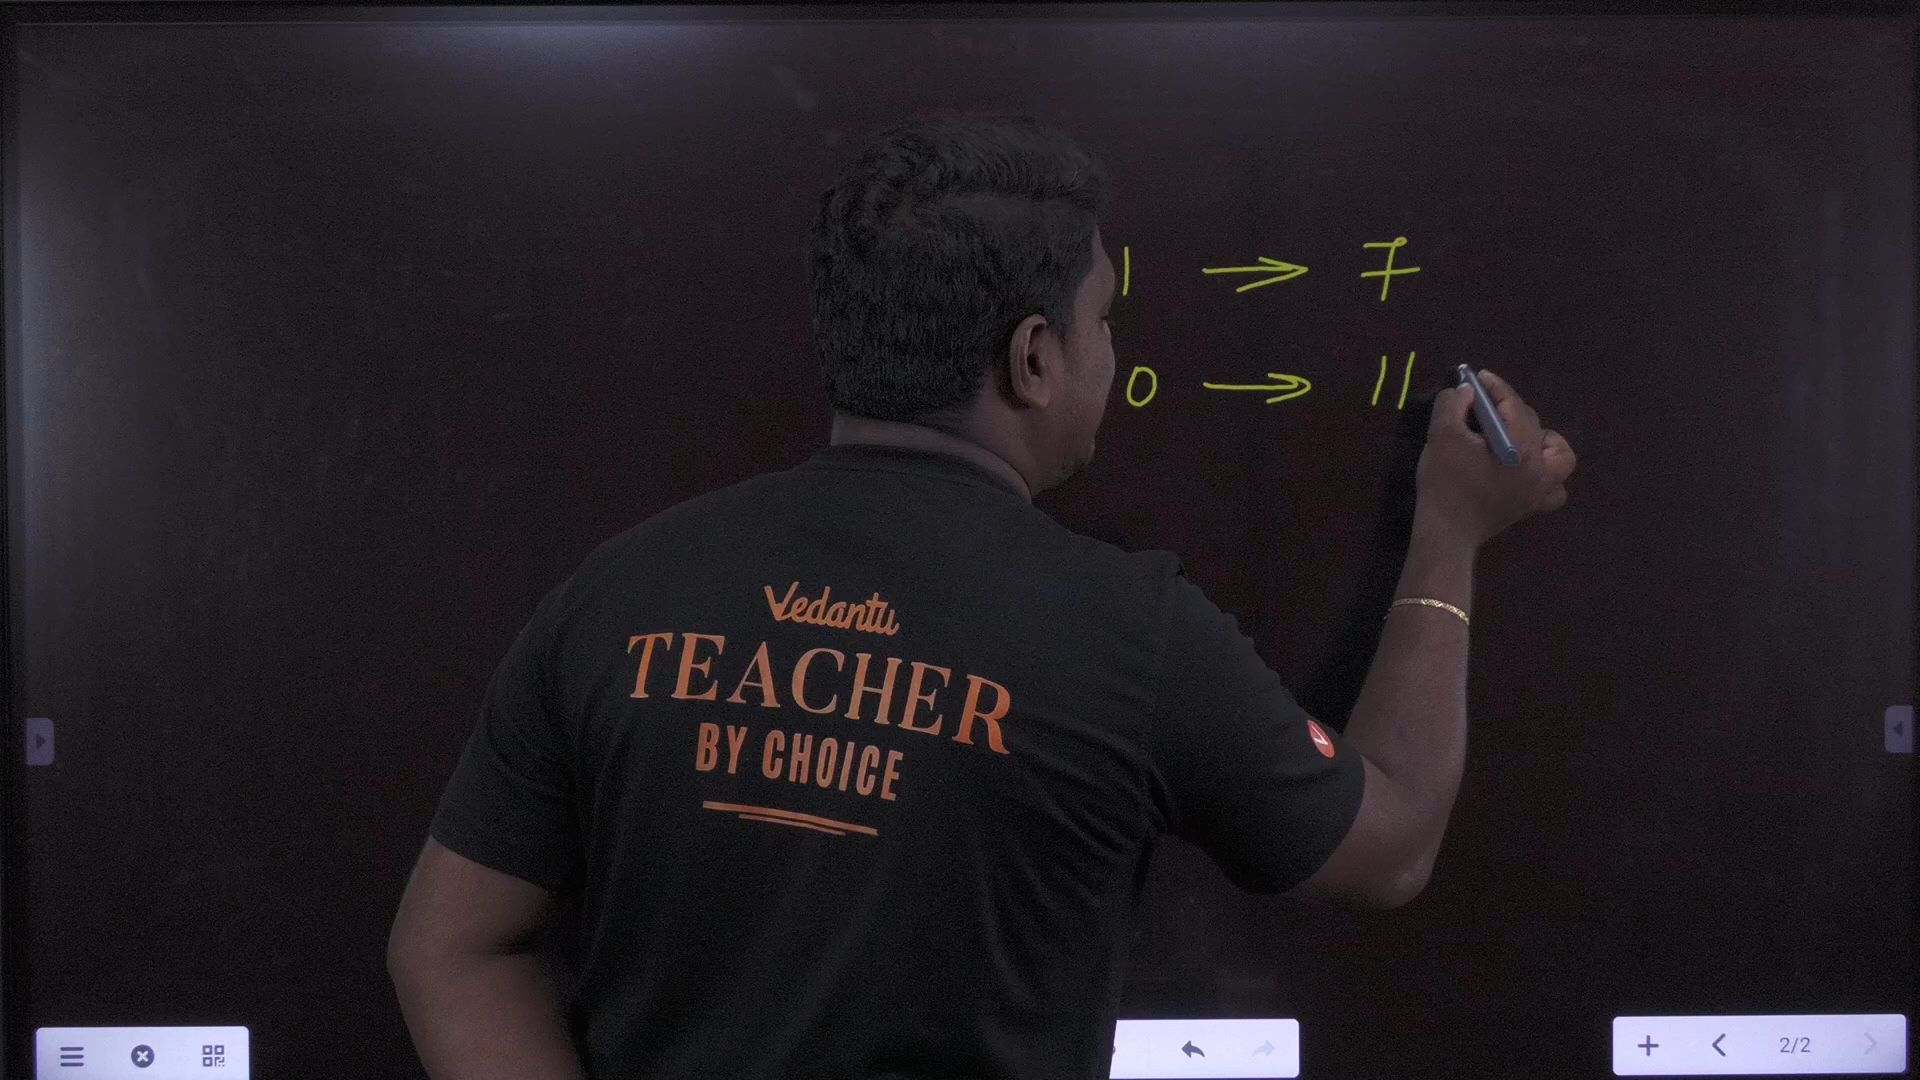 1 → 7
0 → 11
Vedantu
TEACHER
BY CHOICE
2/2